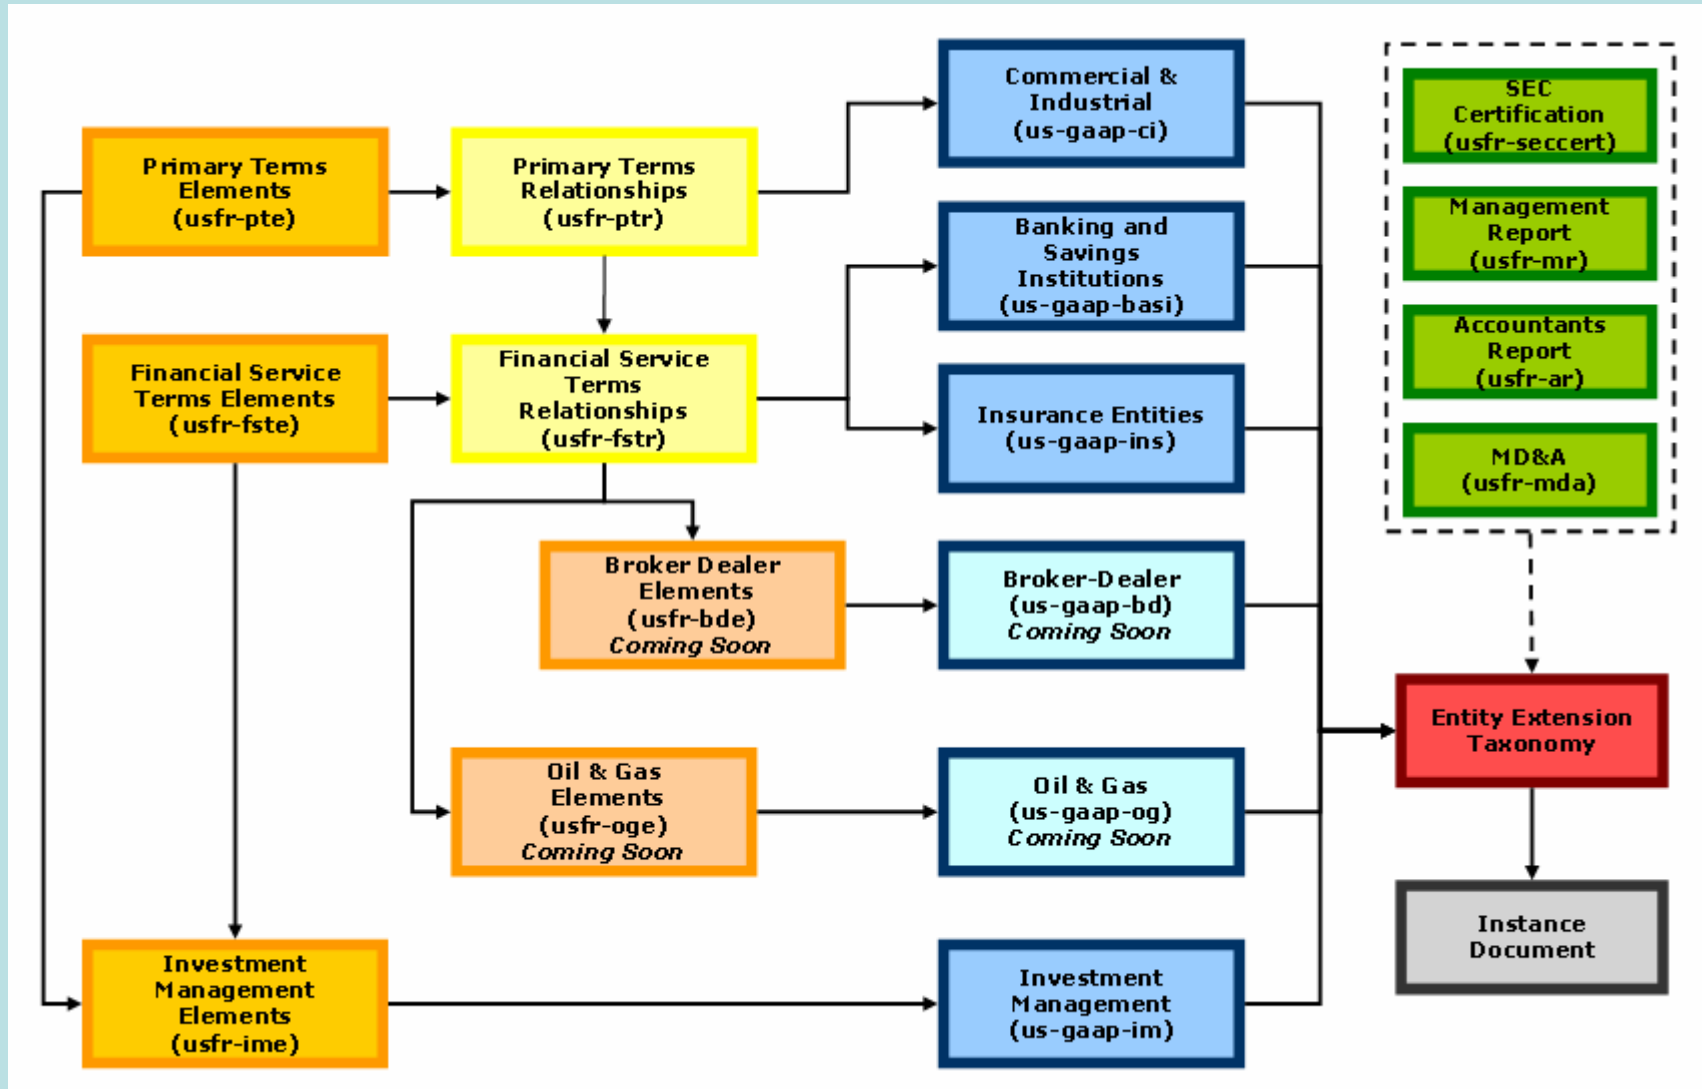 Primary Terms
Elements
(usfr-pte)
Primary Terms
Relationships
(usfr-ptr)
Commercial &
Industrial
(us-gaap-ci)
Banking and
Savings
Institutions
(us-gaap-basi)
Financial Service
Terms Elements
(usfr-fste)
Financial Service
Terms
Relationships
(usfr-fstr)
Insurance Entities
(us-gaap-ins)
Broker Dealer
Elements
(usfr-bde)
Coming Soon
Broker-Dealer
(us-gaap-bd)
Coming Soon
Oil & Gas
Elements
(usfr-oge)
Coming Soon
Oil & Gas
(us-gaap-og)
Coming Soon
Investment
Management
Elements
(usfr-ime)
Investment
Management
(us-gaap-im)
SEC
Certification
(usfr-seccert)
Management
Report
(usfr-mr)
Accountants
Report
(usfr-ar)
MD&A
(usfr-mda)
Entity Extension
Taxonomy
Instance
Document